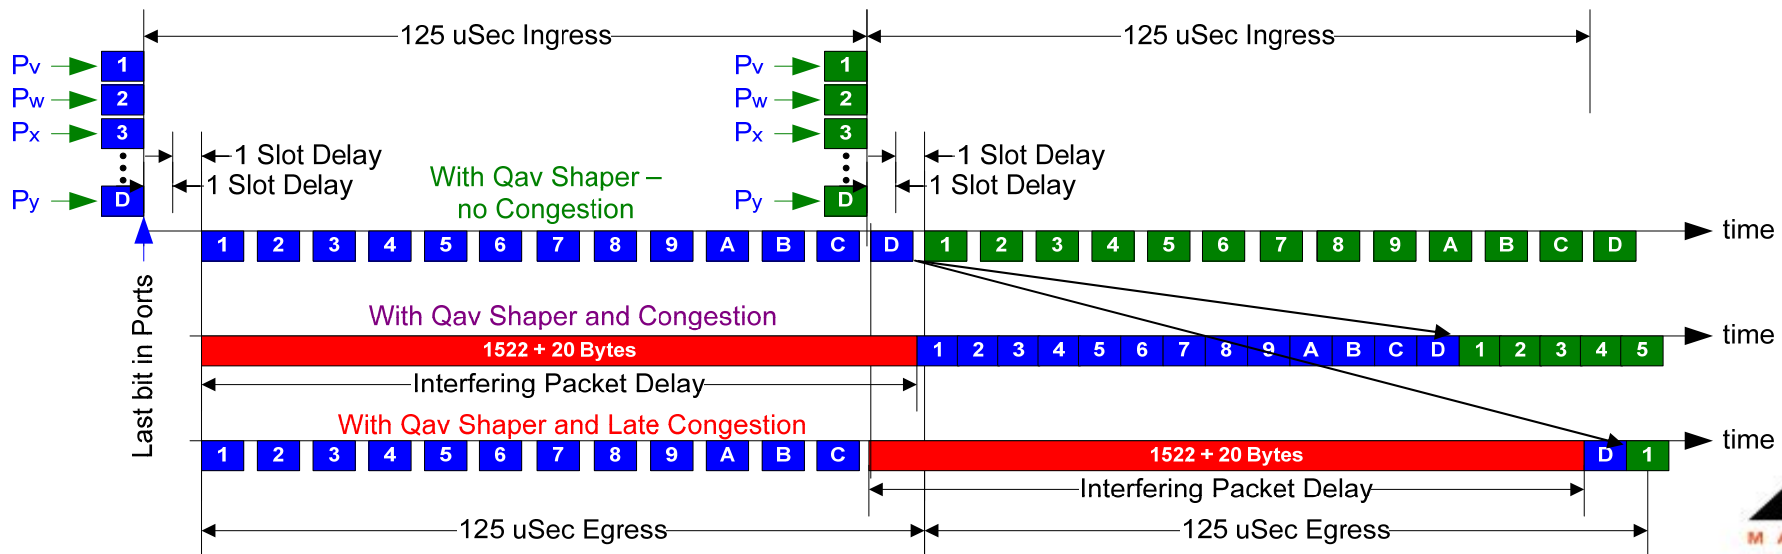 125 uSec Ingress 125 uSec Ingress
Pv 1 Pv 1
Pw 2 Pw 2
Px 3 Px 3
1 Slot Delay 1 Slot Delay
1 Slot Delay 1 Slot Delay
Py D Py D
With Qav Shaper –
no Congestion
time
1 2 3 4 5 6 7 8 9 A B C D 1 2 3 4 5 6 7 8 9 A B C D
Last bit in Ports
With Qav Shaper and Congestion
time
1522 + 20 Bytes 1 2 3 4 5 6 7 8 9 A B C D 1 2 3 4 5
Interfering Packet Delay
With Qav Shaper and Late Congestion
time
1 2 3 4 5 6 7 8 9 A B C 1522 + 20 Bytes D 1
Interfering Packet Delay
125 uSec Egress 125 uSec Egress
M A